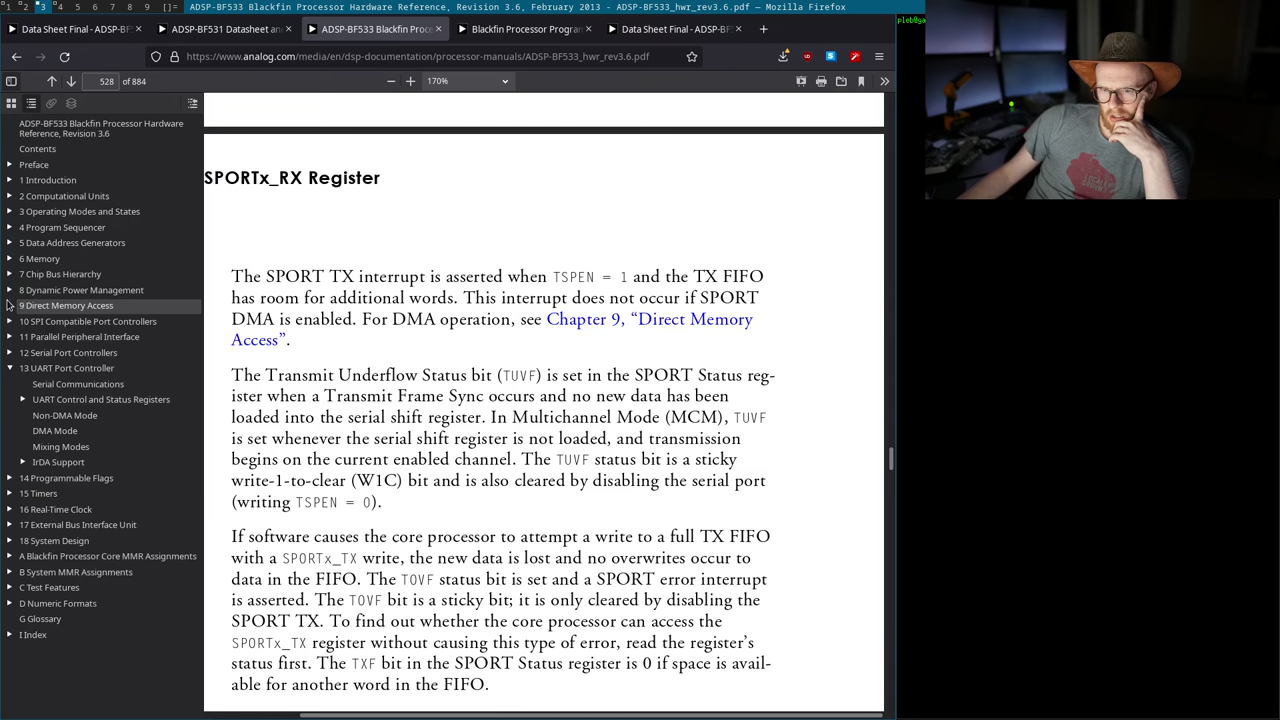 1 2 3 4 5 6 7 8 9 []= ADSP-BF533 Blackfin Processor Hardware Reference, Revision 3.6, February 2013 - ADSP-BF533_hwr_rev3.6.pdf — Mozilla Firefox
Data Sheet Final - ADSP-BF5
ADSP-BF531 Datasheet an
ADSP-BF533 Blackfin Proce
Blackfin Processor Progran
Data Sheet Final - ADSP-BF5
https://www.analog.com/media/en/dsp-documentation/processor-manuals/ADSP-BF533_hwr_rev3.6.pdf
528 of 884
170%
ADSP-BF533 Blackfin Processor Hardware
Reference, Revision 3.6
Contents
Preface
1 Introduction
2 Computational Units
3 Operating Modes and States
4 Program Sequencer
5 Data Address Generators
6 Memory
7 Chip Bus Hierarchy
8 Dynamic Power Management
9 Direct Memory Access
10 SPI Compatible Port Controllers
11 Parallel Peripheral Interface
12 Serial Port Controllers
13 UART Port Controller
Serial Communications
UART Control and Status Registers
Non-DMA Mode
DMA Mode
Mixing Modes
IrDA Support
14 Programmable Flags
15 Timers
16 Real-Time Clock
17 External Bus Interface Unit
18 System Design
A Blackfin Processor Core MMR Assignments
B System MMR Assignments
C Test Features
D Numeric Formats
G Glossary
I Index
SPORTx_RX Register
The SPORT TX interrupt is asserted when TSPEN = 1 and the TX FIFO
has room for additional words. This interrupt does not occur if SPORT
DMA is enabled. For DMA operation, see Chapter 9, “Direct Memory
Access”.
The Transmit Underflow Status bit (TUVF) is set in the SPORT Status reg-
ister when a Transmit Frame Sync occurs and no new data has been
loaded into the serial shift register. In Multichannel Mode (MCM), TUVF
is set whenever the serial shift register is not loaded, and transmission
begins on the current enabled channel. The TUVF status bit is a sticky
write-1-to-clear (W1C) bit and is also cleared by disabling the serial port
(writing TSPEN = 0).
If software causes the core processor to attempt a write to a full TX FIFO
with a SPORTx_TX write, the new data is lost and no overwrites occur to
data in the FIFO. The TOVF status bit is set and a SPORT error interrupt
is asserted. The TOVF bit is a sticky bit; it is only cleared by disabling the
SPORT TX. To find out whether the core processor can access the
SPORTx_TX register without causing this type of error, read the register’s
status first. The TXF bit in the SPORT Status register is 0 if space is avail-
able for another word in the FIFO.